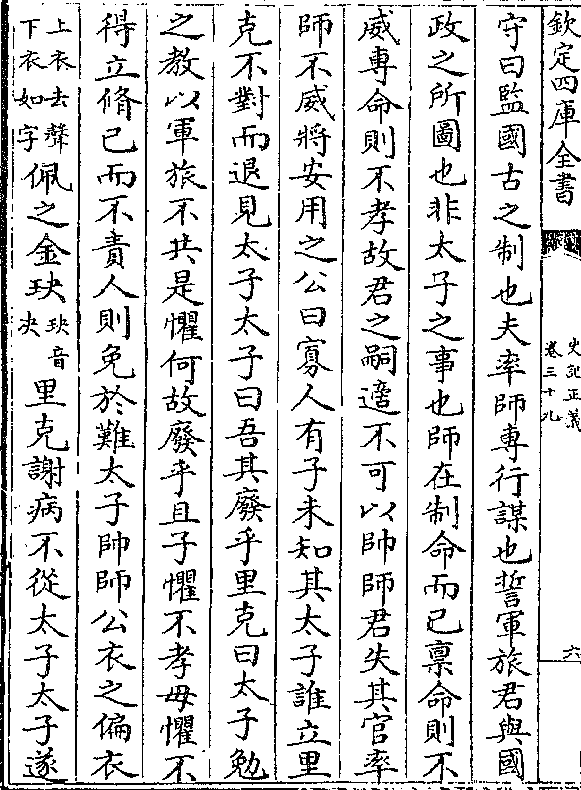 欽定四庫全書
史記正義
卷三十九
六
守曰監國古之制也夫率師專行謀也誓軍旅君與國
政之所圖也非太子之事也師在制命而已稟命則不
威專命則不孝故君之嗣適不可以帥師君失其官率
師不威將安用之公曰寡人有子未知其太子誰立里
克不對而退見太子太子曰吾其廢乎里克曰太子勉
之教以軍旅不共是懼何故廢乎且子懼不孝毋懼不
得立脩己而不責人則免於難太子帥師公衣之偏衣
上衣去聲
下衣如字
佩之金玦
玦音
决
里克謝病不從太子太子遂